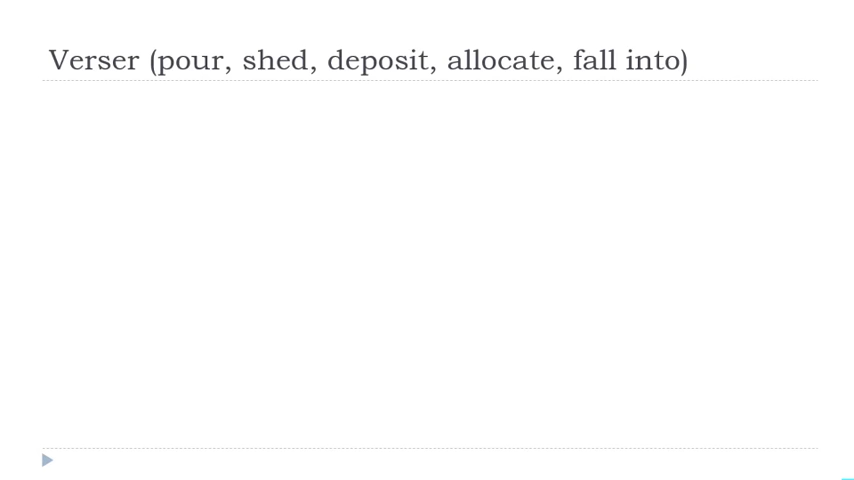 Verser (pour, shed, deposit, allocate, fall into)